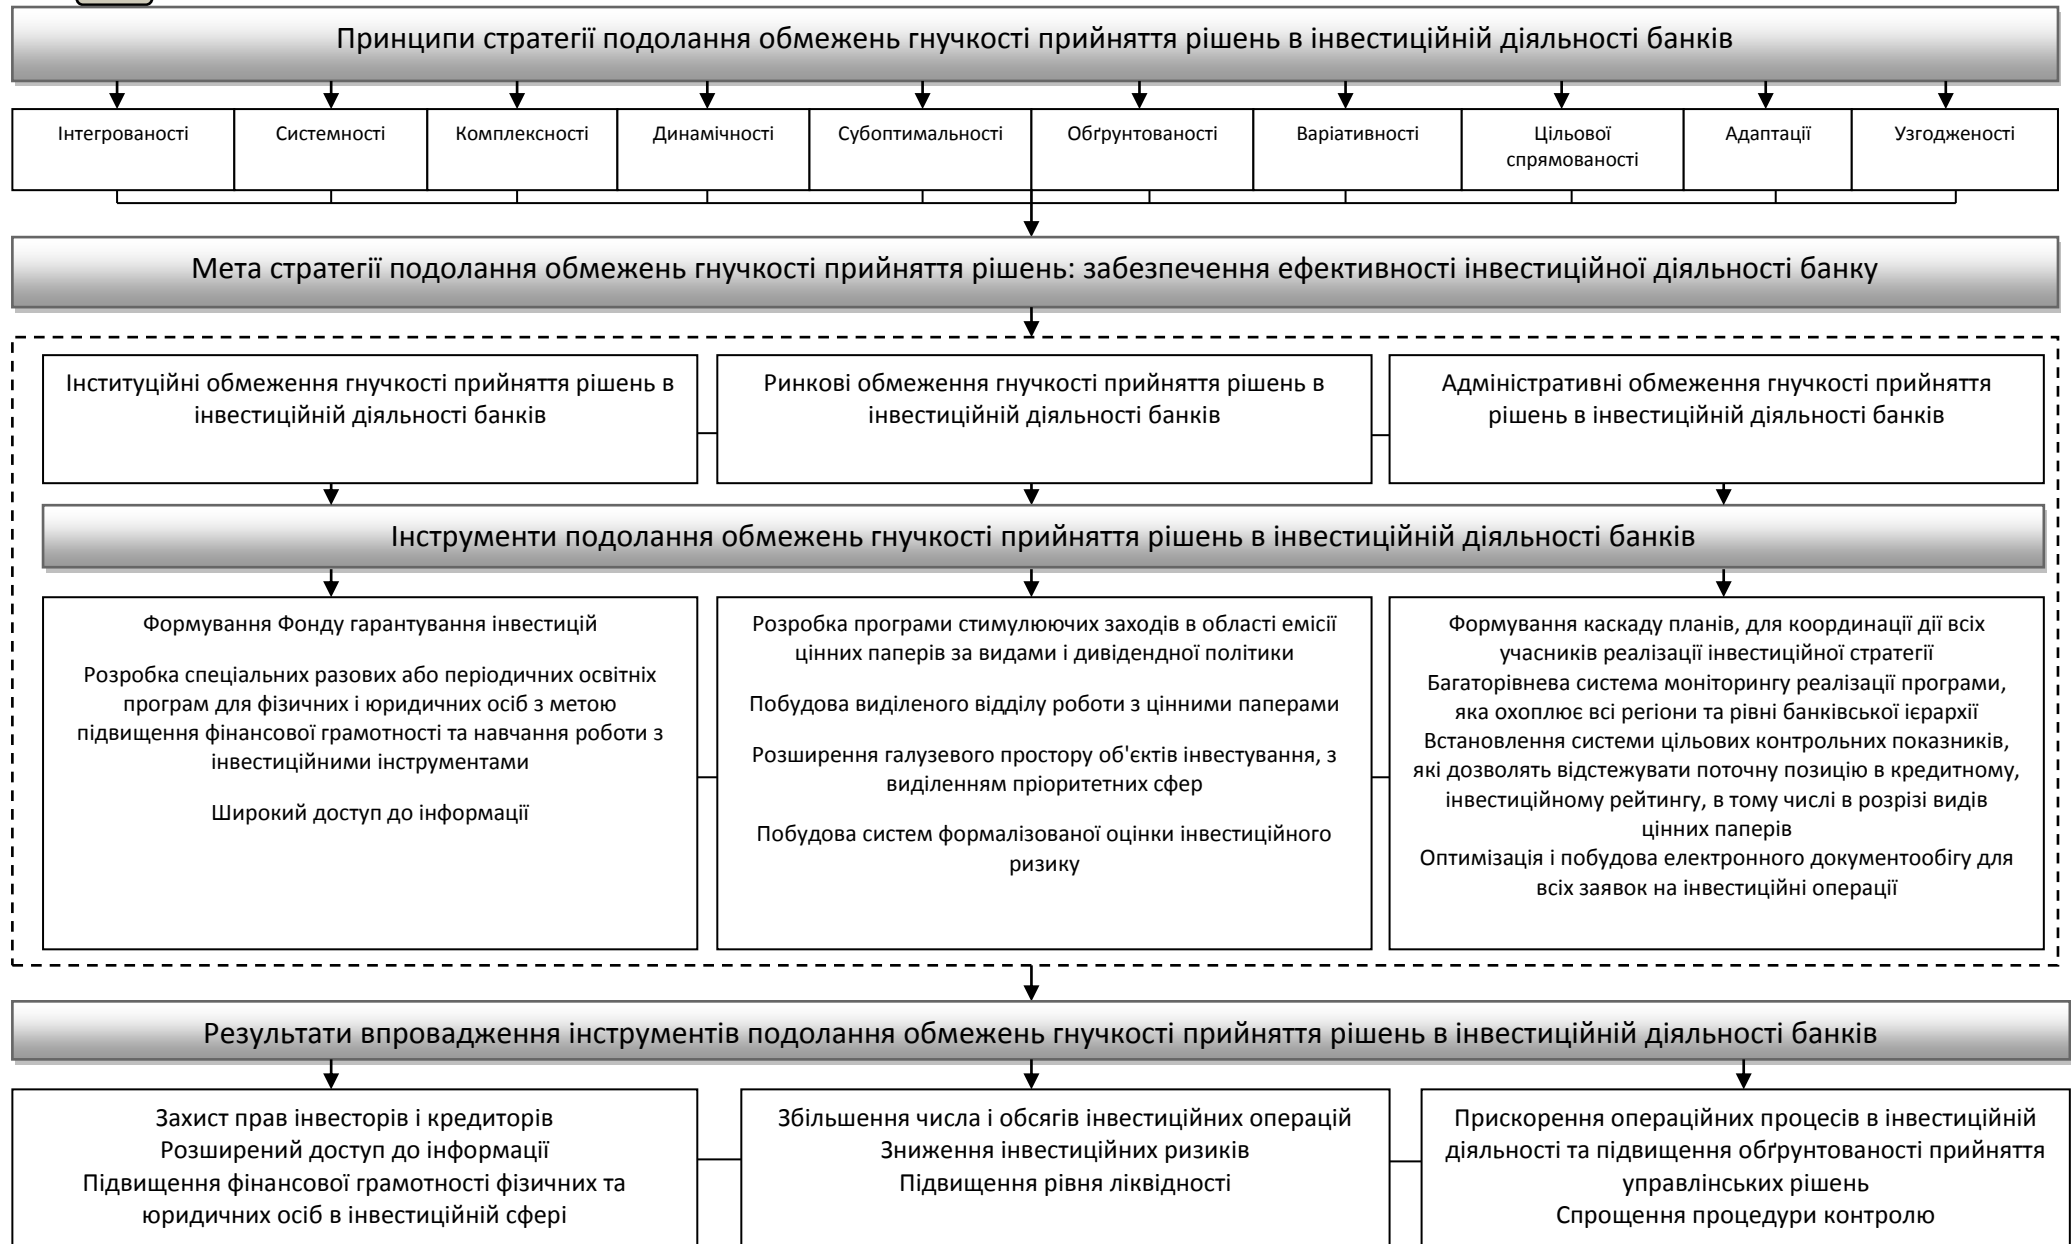 Принципи стратегії подолання обмежень гнучкості прийняття рішень в інвестиційній діяльності банків
Інтегрованості
Системності
Комплексності
Динамічності
Субоптимальності
Обґрунтованості
Варіативності
Цільової
спрямованості
Адаптації
Узгодженості
Мета стратегії подолання обмежень гнучкості прийняття рішень: забезпечення ефективності інвестиційної діяльності банку
Інституційні обмеження гнучкості прийняття рішень в
інвестиційній діяльності банків
Ринкові обмеження гнучкості прийняття рішень в
інвестиційній діяльності банків
Адміністративні обмеження гнучкості прийняття
рішень в інвестиційній діяльності банків
Інструменти подолання обмежень гнучкості прийняття рішень в інвестиційній діяльності банків
Формування Фонду гарантування інвестицій
Розробка спеціальних разових або періодичних освітніх
програм для фізичних і юридичних осіб з метою
підвищення фінансової грамотності та навчання роботи з
інвестиційними інструментами
Широкий доступ до інформації
Розробка програми стимулюючих заходів в області емісії
цінних паперів за видами і дивідендної політики
Побудова виділеного відділу роботи з цінними паперами
Розширення галузевого простору об'єктів інвестування, з
виділенням пріоритетних сфер
Побудова систем формалізованої оцінки інвестиційного
ризику
Формування каскаду планів, для координації дії всіх
учасників реалізації інвестиційної стратегії
Багаторівнева система моніторингу реалізації програми,
яка охоплює всі регіони та рівні банківської ієрархії
Встановлення системи цільових контрольних показників,
які дозволять відстежувати поточну позицію в кредитному,
інвестиційному рейтингу, в тому числі в розрізі видів
цінних паперів
Оптимізація і побудова електронного документообігу для
всіх заявок на інвестиційні операції
Результати впровадження інструментів подолання обмежень гнучкості прийняття рішень в інвестиційній діяльності банків
Захист прав інвесторів і кредиторів
Розширений доступ до інформації
Підвищення фінансової грамотності фізичних та
юридичних осіб в інвестиційній сфері
Збільшення числа і обсягів інвестиційних операцій
Зниження інвестиційних ризиків
Підвищення рівня ліквідності
Прискорення операційних процесів в інвестиційній
діяльності та підвищення обґрунтованості прийняття
управлінських рішень
Спрощення процедури контролю